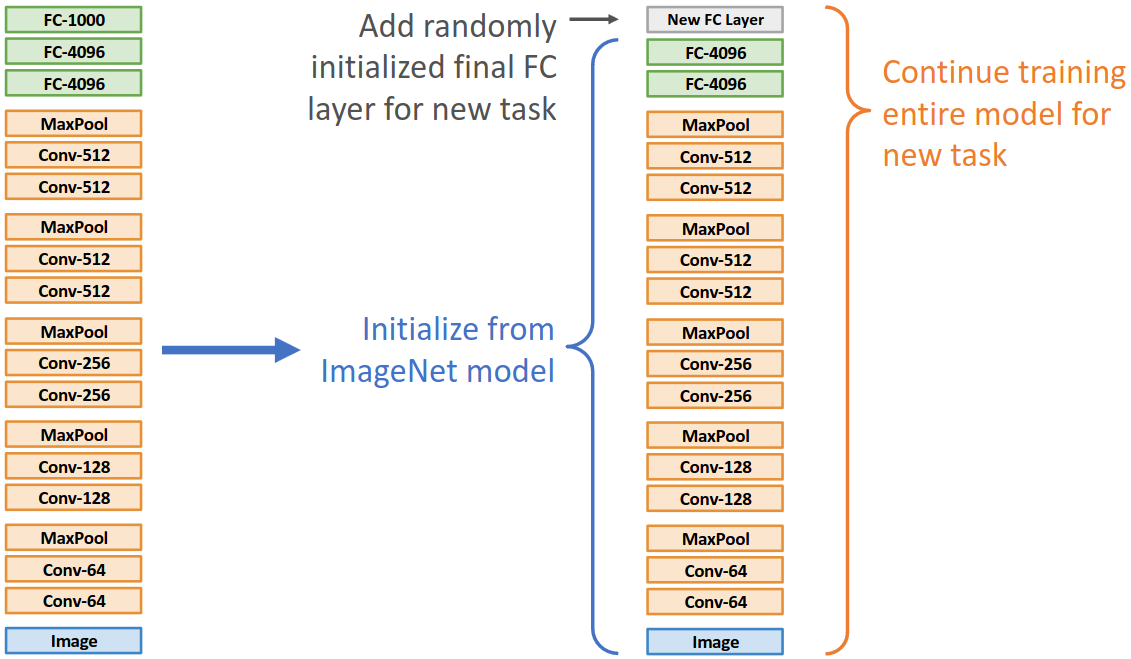 FC-1000
FC-4096
FC-4096
MaxPool
Conv-512
Conv-512
MaxPool
Conv-512
Conv-512
MaxPool
Conv-256
Conv-256
MaxPool
Conv-128
Conv-128
MaxPool
Conv-64
Conv-64
Image
Add randomly
initialized final FC
layer for new task
Initialize from
ImageNet model
New FC Layer
FC-4096
FC-4096
MaxPool
Conv-512
Conv-512
MaxPool
Conv-512
Conv-512
MaxPool
Conv-256
Conv-256
MaxPool
Conv-128
Conv-128
MaxPool
Conv-64
Conv-64
Image
Continue training
entire model for
new task